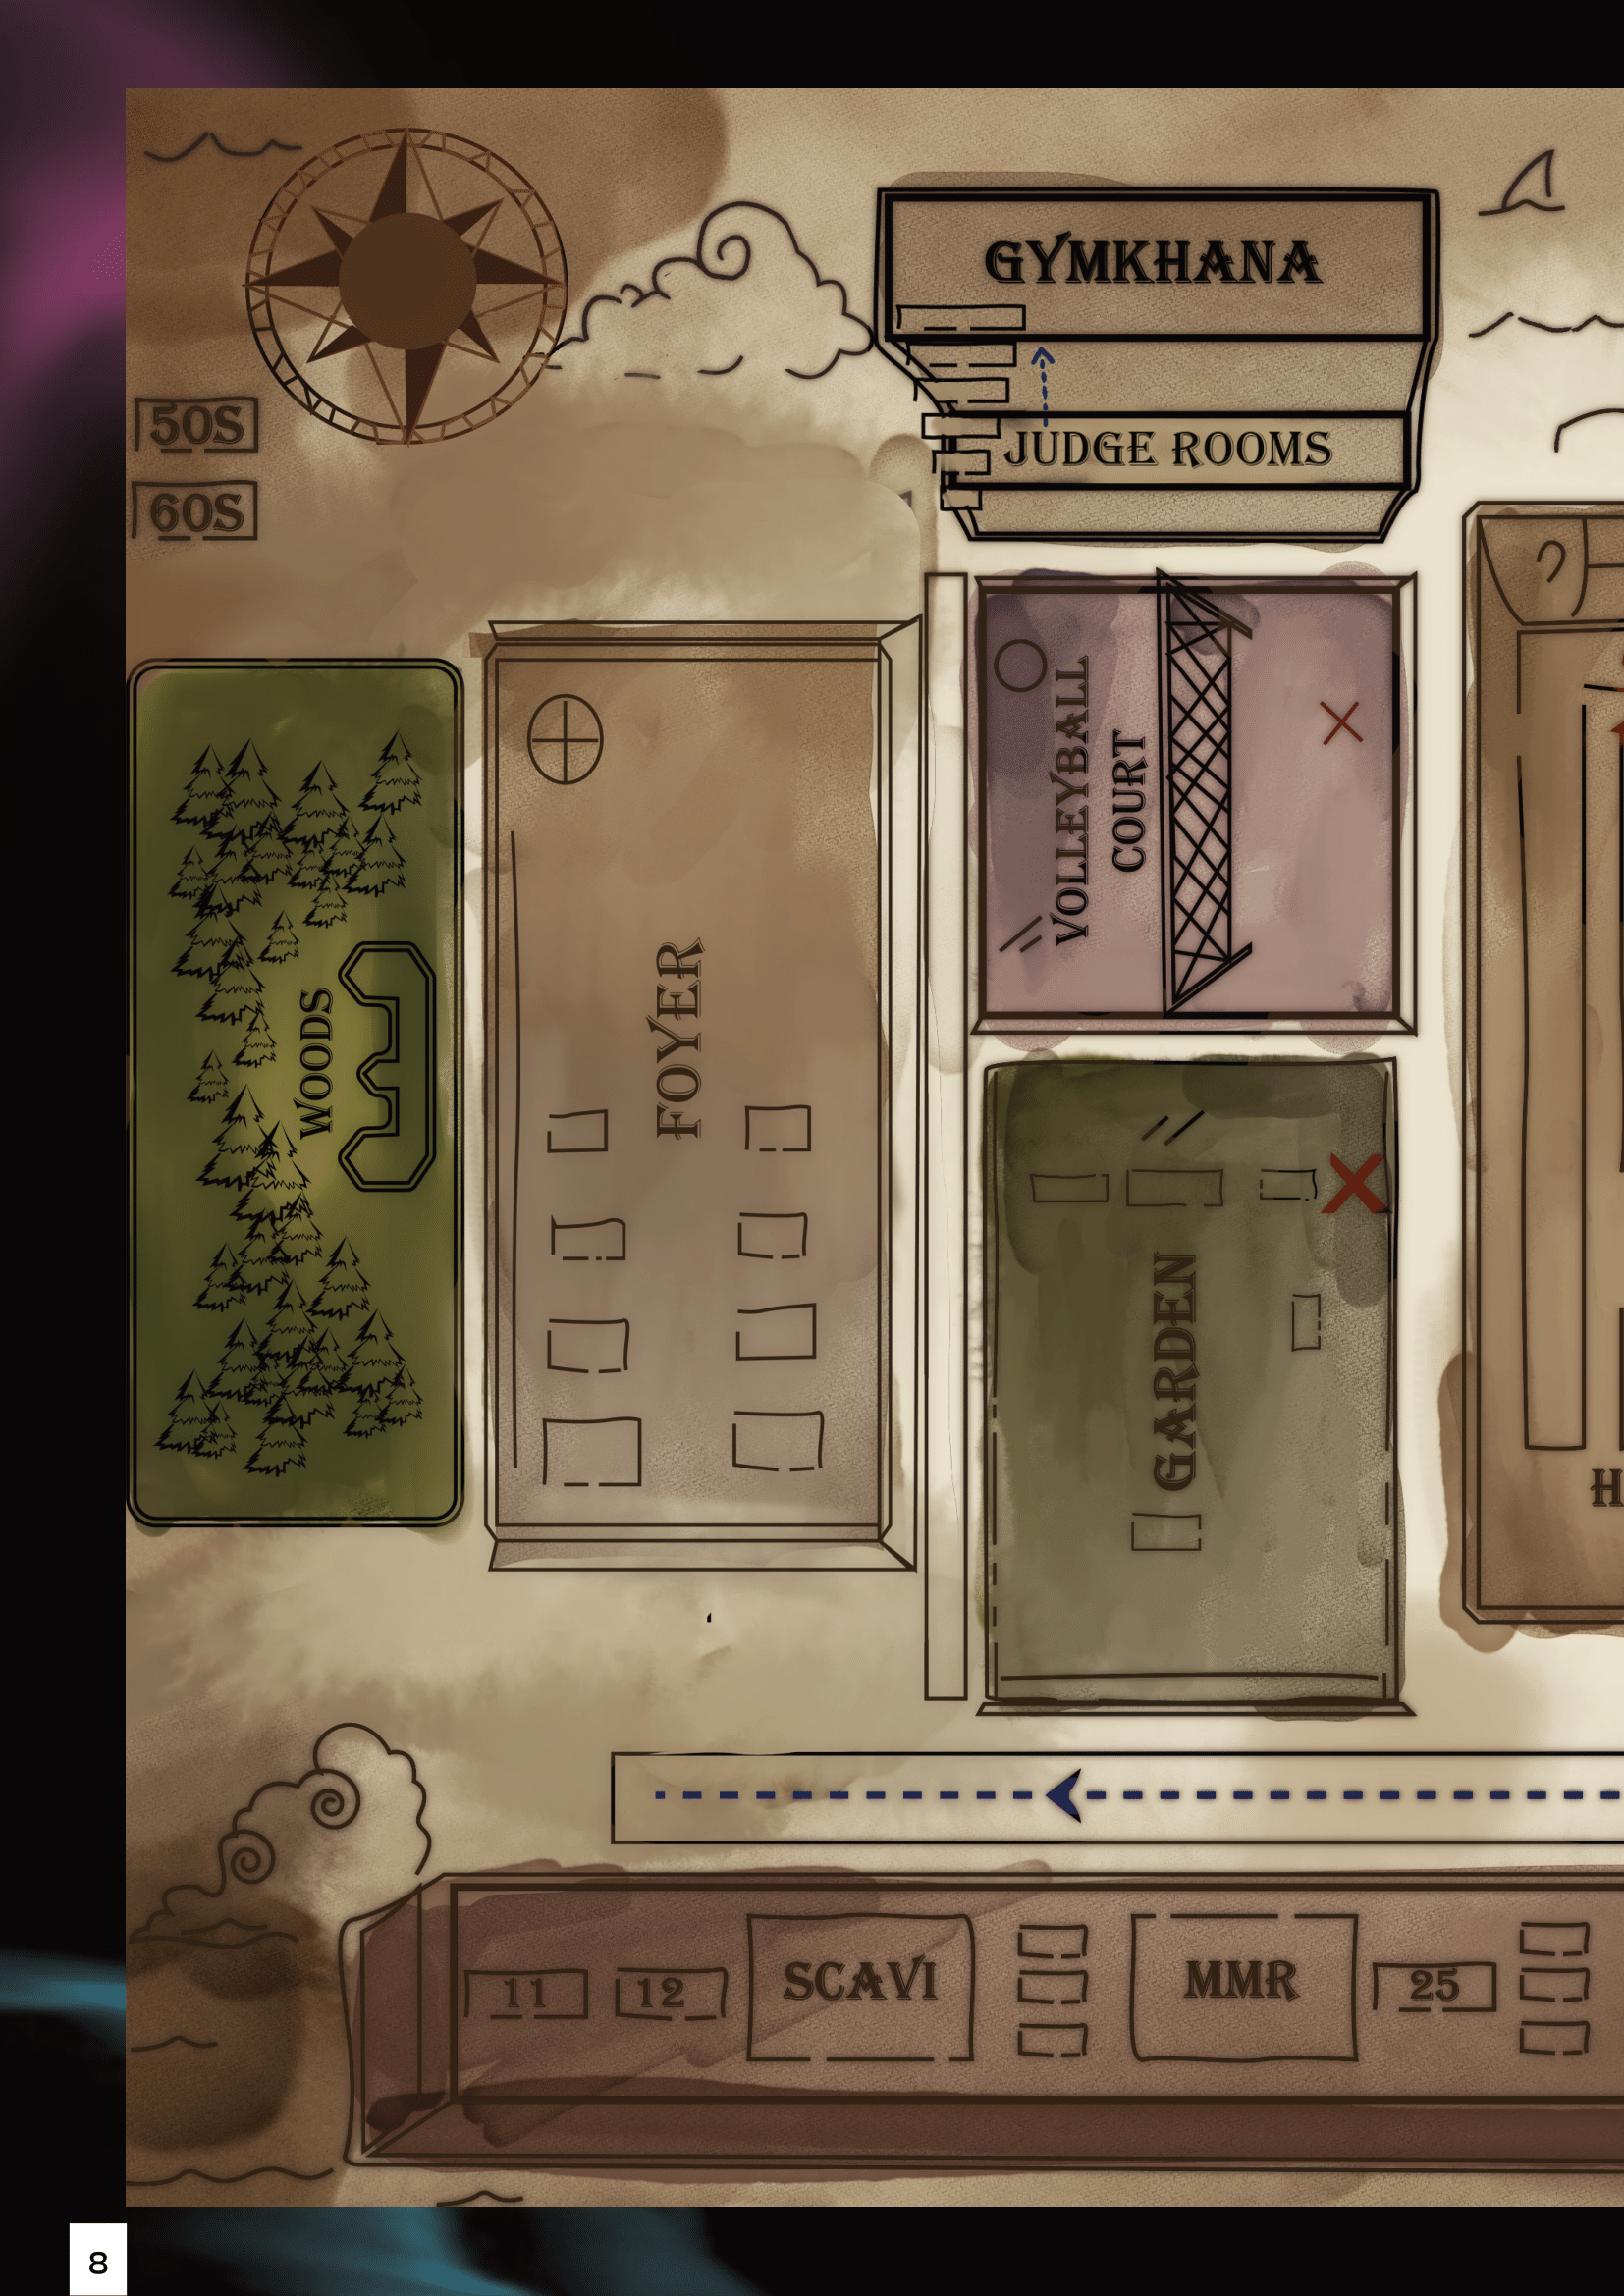 GYMKHANA
JUDGE ROOMS
50S
60S
VOLLEYBALL
COURT
WOODS
FOYER
GARDEN
H
11
12
SCAVI
MMR
25
8